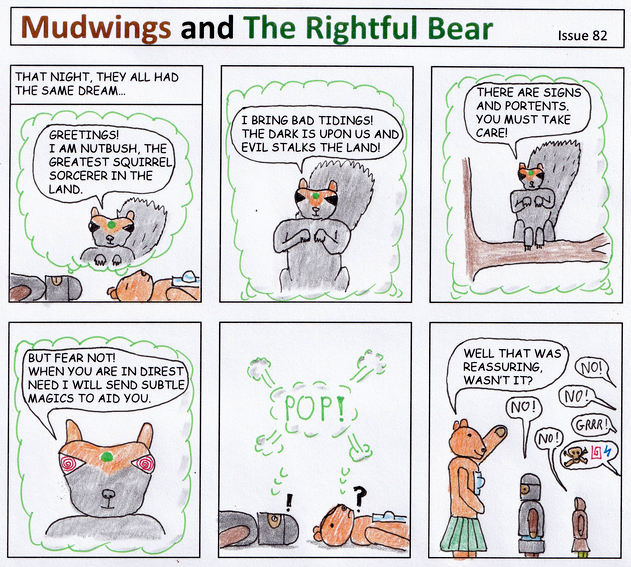 Mudwings and The Rightful Bear
Issue 82
THAT NIGHT, THEY ALL HAD
THE SAME DREAM...
GREETINGS!
I AM NUTBUSH, THE
GREATEST SQUIRREL
SORCERER IN THE
LAND.
I BRING BAD TIDINGS!
THE DARK IS UPON US AND
EVIL STALKS THE LAND!
THERE ARE SIGNS
AND PORTENTS.
YOU MUST TAKE
CARE!
BUT FEAR NOT!
WHEN YOU ARE IN DIREST
NEED I WILL SEND SUBTLE
MAGICS TO AID YOU.
POP!
!
?
WELL THAT WAS
REASSURING,
WASN'T IT?
NO!
NO!
NO!
NO!
GRRR!